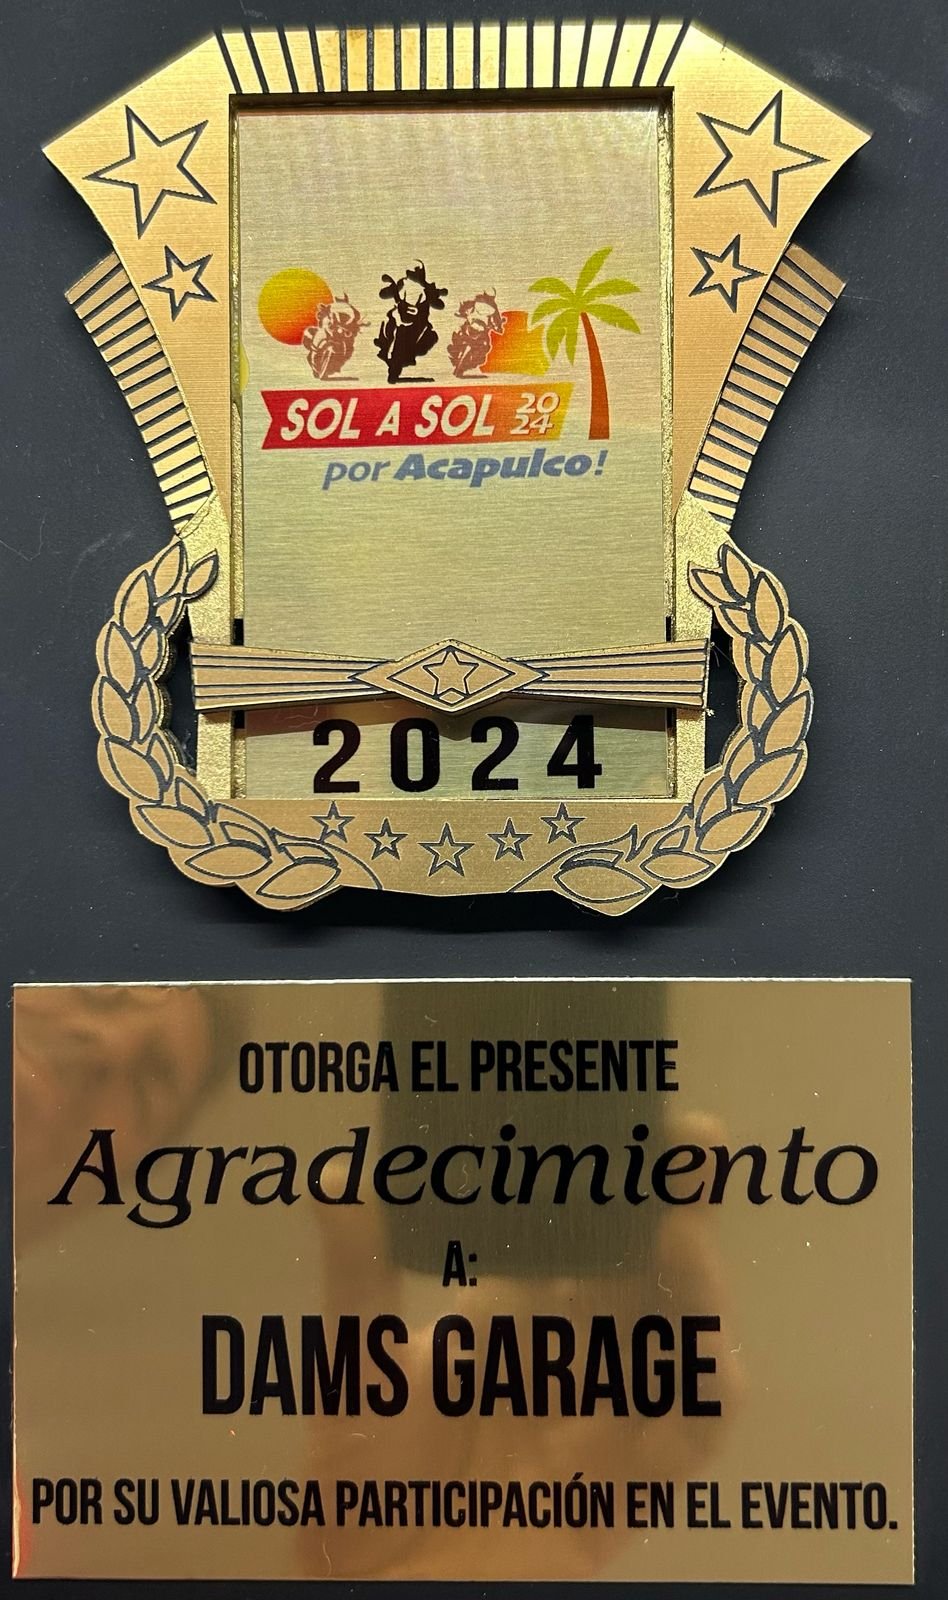 SOL A SOL 2024
por Acapulco!
2024
OTORGA EL PRESENTE
Agradecimiento
A:
DAMS GARAGE
POR SU VALIOSA PARTICIPACIÓN EN EL EVENTO.